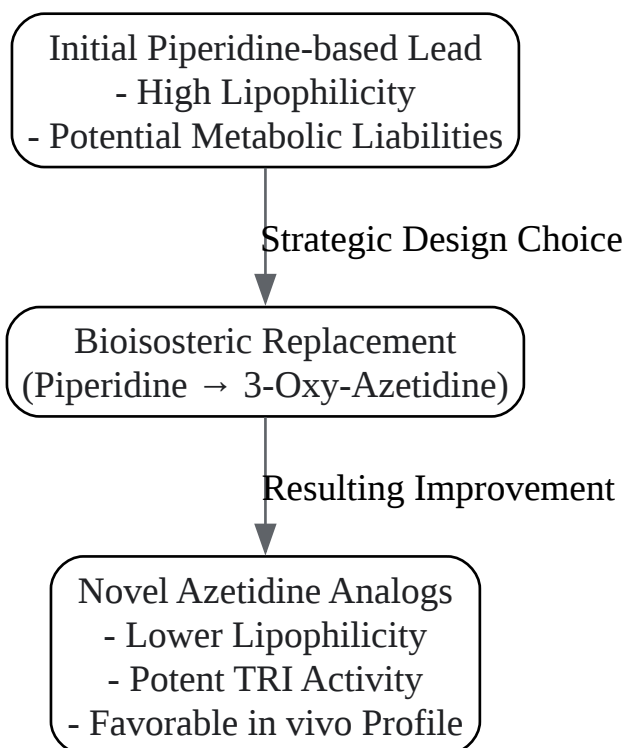 Initial Piperidine-based Lead
- High Lipophilicity
- Potential Metabolic Liabilities
Strategic Design Choice
Bioisosteric Replacement
(Piperidine → 3-Oxy-Azetidine)
Resulting Improvement
Novel Azetidine Analogs
- Lower Lipophilicity
- Potent TRI Activity
- Favorable in vivo Profile